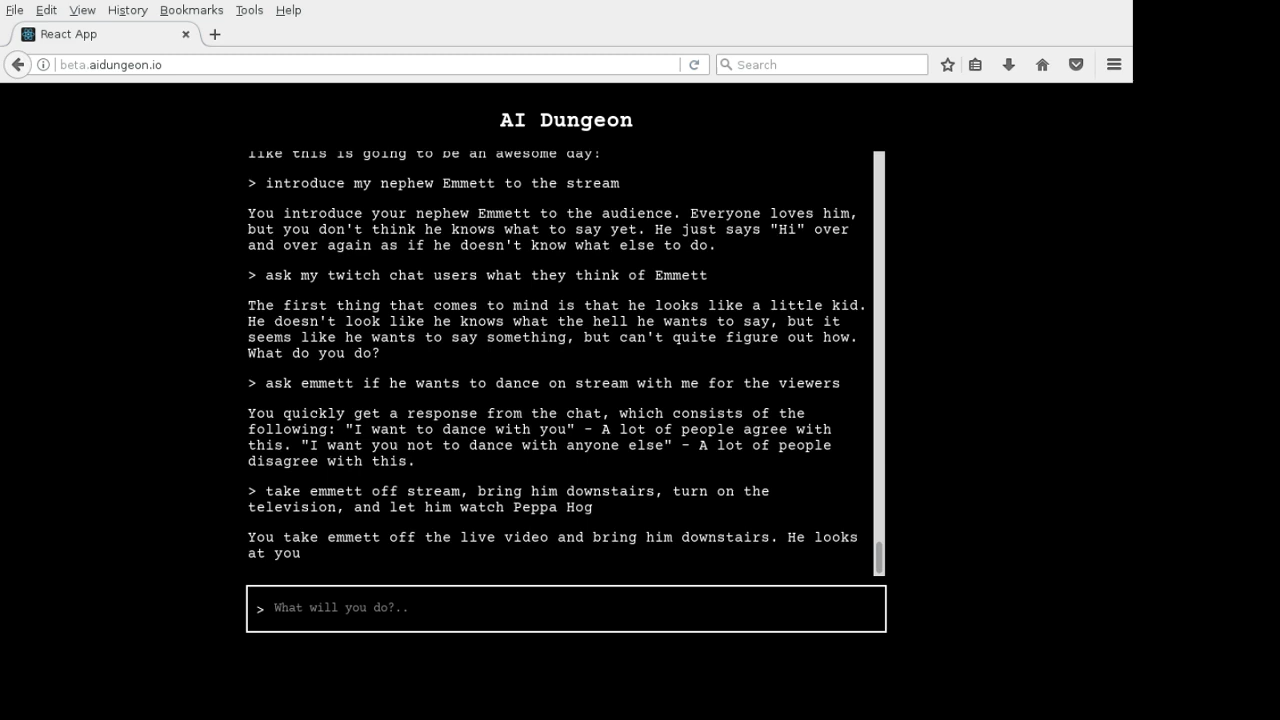 File Edit View History Bookmarks Tools Help
React App
beta.aidungeon.io
Search
AI Dungeon
like this is going to be an awesome day!
> introduce my nephew Emmett to the stream
You introduce your nephew Emmett to the audience. Everyone loves him,
but you don't think he knows what to say yet. He just says "Hi" over
and over again as if he doesn't know what else to do.
> ask my twitch chat users what they think of Emmett
The first thing that comes to mind is that he looks like a little kid.
He doesn't look like he knows what the hell he wants to say, but it
seems like he wants to say something, but can't quite figure out how.
What do you do?
> ask emmett if he wants to dance on stream with me for the viewers
You quickly get a response from the chat, which consists of the
following: "I want to dance with you" - A lot of people agree with
this. "I want you not to dance with anyone else" - A lot of people
disagree with this.
> take emmett off stream, bring him downstairs, turn on the
television, and let him watch Peppa Hog
You take emmett off the live video and bring him downstairs. He looks
at you
> What will you do?..